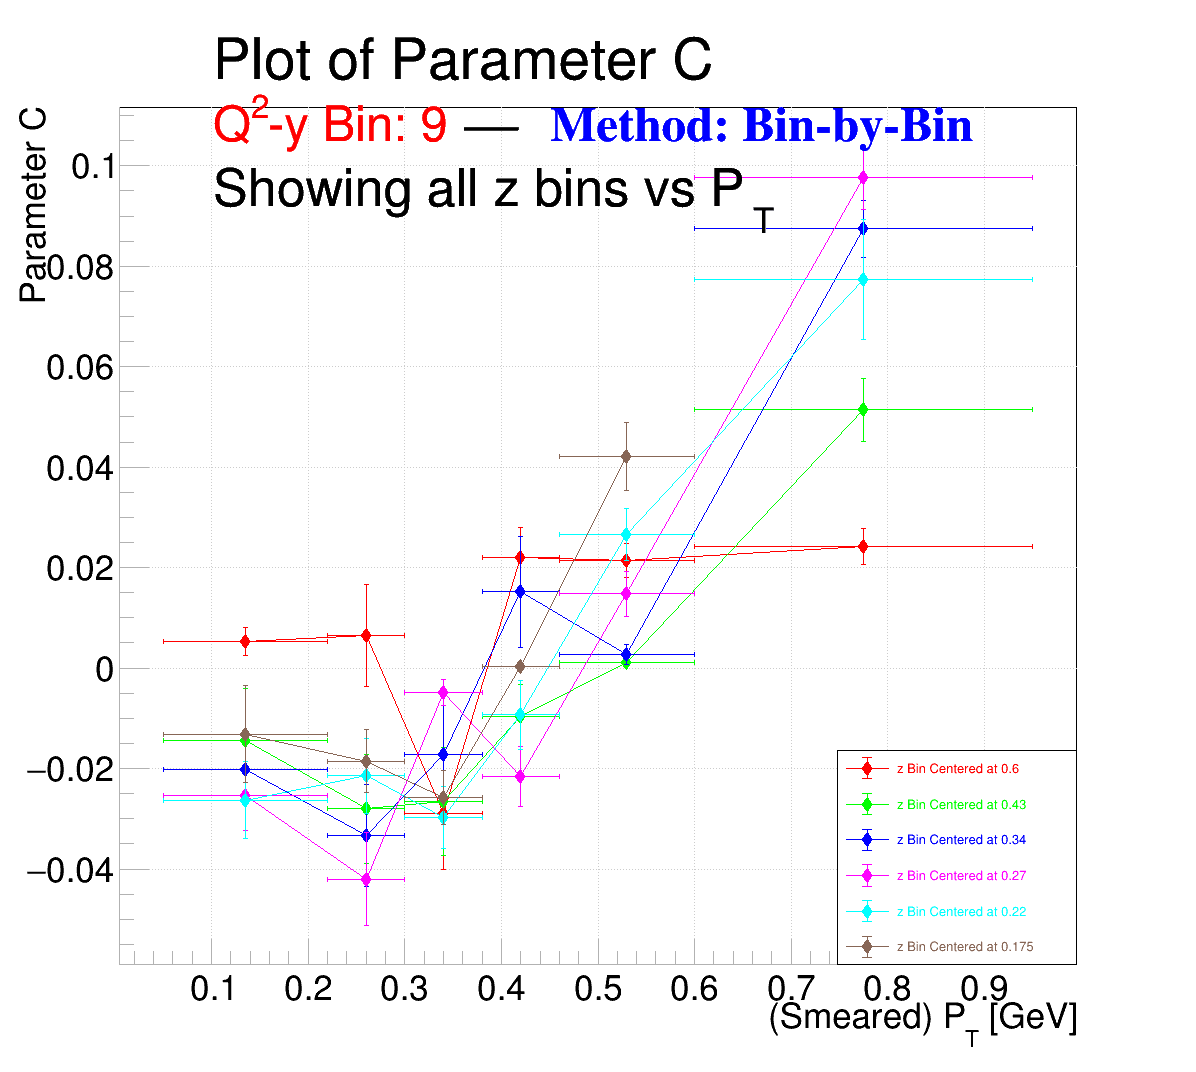 Plot of Parameter C
Q²-y Bin: 9 — Method: Bin-by-Bin
Showing all z bins vs P_T
Parameter C
0.1
0.08
0.06
0.04
0.02
0
−0.02
−0.04
z Bin Centered at 0.6
z Bin Centered at 0.43
z Bin Centered at 0.34
z Bin Centered at 0.27
z Bin Centered at 0.22
z Bin Centered at 0.175
0.1 0.2 0.3 0.4 0.5 0.6 0.7 0.8 0.9
(Smeared) P_T [GeV]